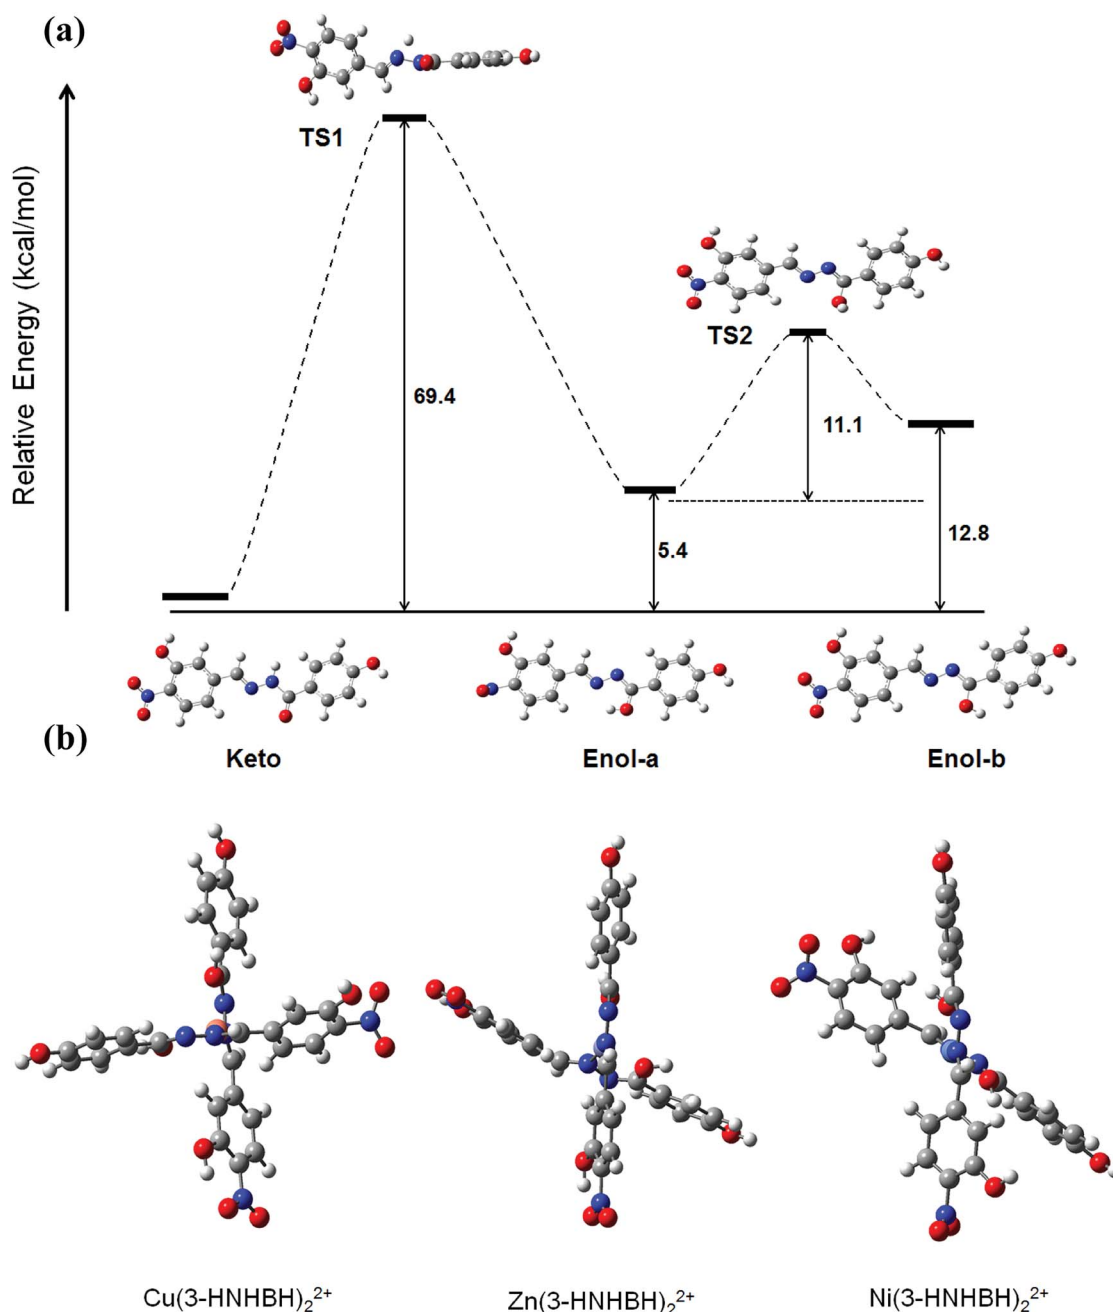 (a)
TS1
Relative Energy (kcal/mol)
TS2
69.4
11.1
5.4
12.8
Keto
Enol-a
Enol-b
(b)
Cu(3-HNHBH)₂²⁺
Zn(3-HNHBH)₂²⁺
Ni(3-HNHBH)₂²⁺